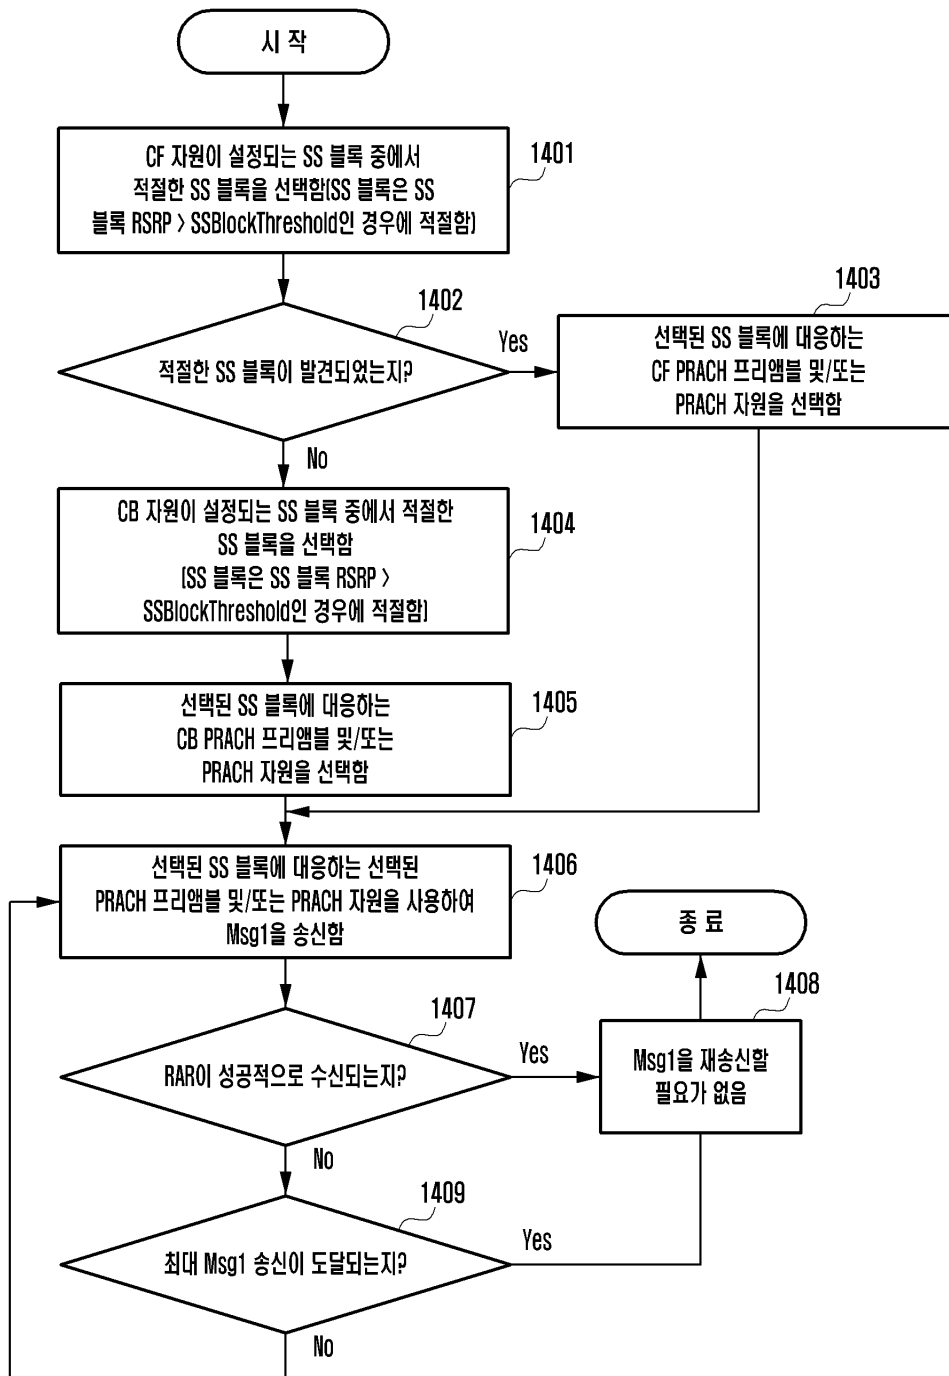 시 작
CF 자원이 설정되는 SS 블록 중에서
적절한 SS 블록을 선택함(SS 블록은 SS
블록 RSRP > SSBlockThreshold인 경우에 적절함)
1401
적절한 SS 블록이 발견되었는지?
1402
Yes
1403
선택된 SS 블록에 대응하는
CF PRACH 프리앰블 및/또는
PRACH 자원을 선택함
No
CB 자원이 설정되는 SS 블록 중에서 적절한
SS 블록을 선택함
(SS 블록은 SS 블록 RSRP >
SSBlockThreshold인 경우에 적절함)
1404
선택된 SS 블록에 대응하는
CB PRACH 프리앰블 및/또는
PRACH 자원을 선택함
1405
선택된 SS 블록에 대응하는 선택된
PRACH 프리앰블 및/또는 PRACH 자원을 사용하여
Msg1을 송신함
1406
종 료
RAR이 성공적으로 수신되는지?
1407
Yes
1408
Msg1을 재송신할
필요가 없음
No
최대 Msg1 송신이 도달되는지?
1409
Yes
No